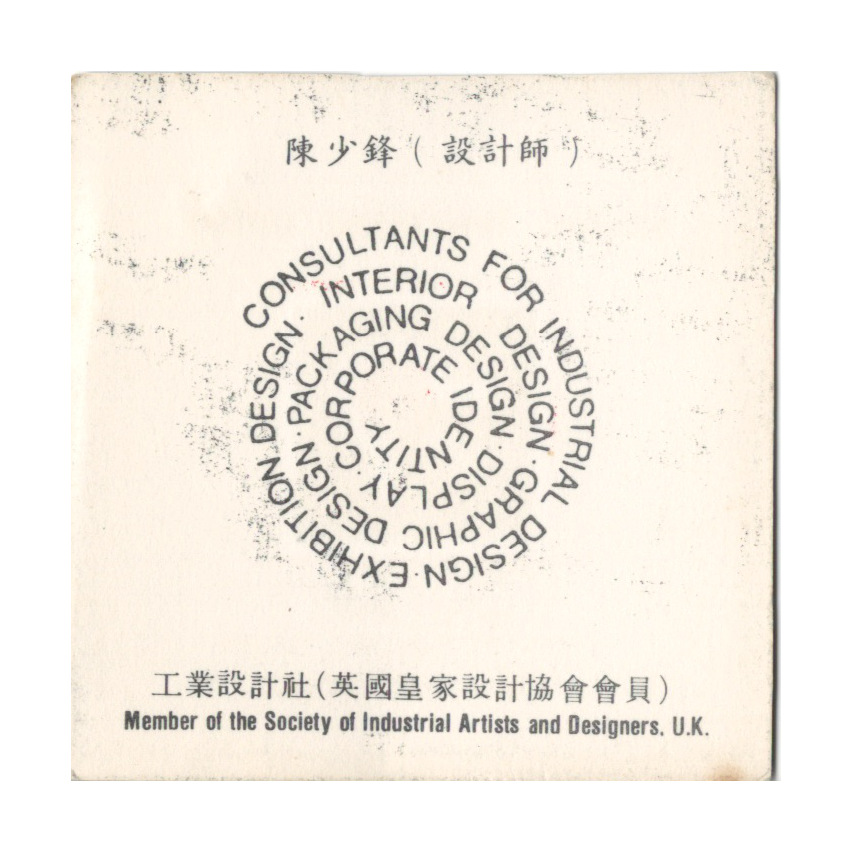 陳少鋒(設計師)
CONSULTANTS FOR INDUSTRIAL DESIGN·EXHIBITION DESIGN·
INTERIOR DESIGN·GRAPHIC DESIGN·
PACKAGING DESIGN·DISPLAY·
CORPORATE IDENTITY
工業設計社(英國皇家設計協會會員)
Member of the Society of Industrial Artists and Designers, U.K.